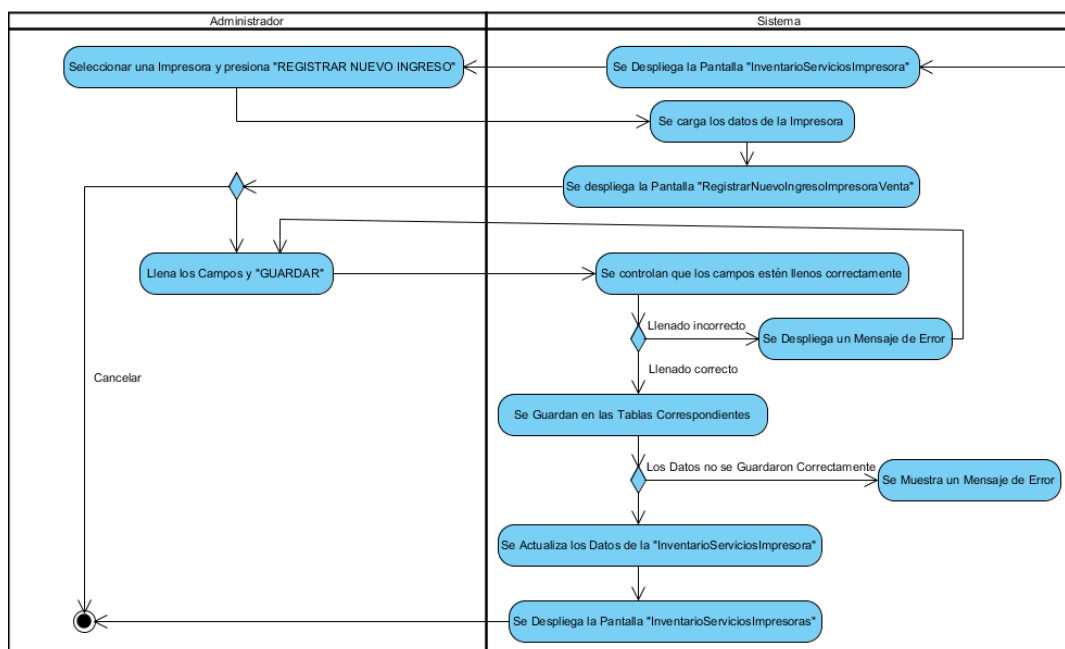 Administrador
Sistema
Seleccionar una Impresora y presiona "REGISTRAR NUEVO INGRESO"
Se Despliega la Pantalla "InventarioServiciosImpresora"
Se carga los datos de la Impresora
Se despliega la Pantalla "RegistrarNuevoIngresoImpresoraVenta"
Llena los Campos y "GUARDAR"
Se controlan que los campos estén llenos correctamente
Llenado incorrecto
Se Despliega un Mensaje de Error
Llenado correcto
Cancelar
Se Guardan en las Tablas Correspondientes
Los Datos no se Guardaron Correctamente
Se Muestra un Mensaje de Error
Se Actualiza los Datos de la "InventarioServiciosImpresora"
Se Despliega la Pantalla "InventarioServiciosImpresoras"